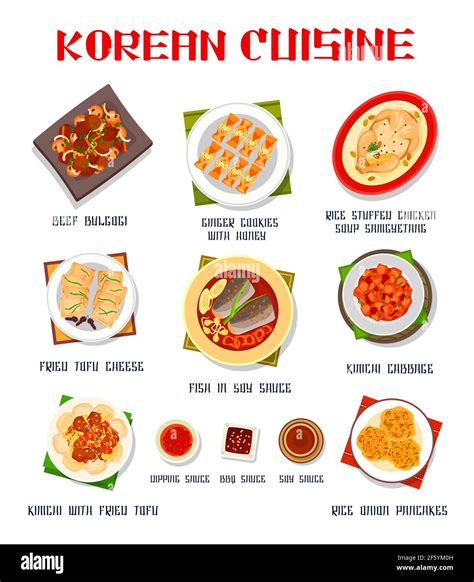 KOREAN CUISINE
BEEF BULGOGI
GINGER COOKIES
WITH HONEY
RICE STUFFED CHICKEN
SOUP SAMGYETANG
FRIED TOFU CHEESE
FISH IN SOY SAUCE
KIMCHI CABBAGE
KIMCHI WITH FRIED TOFU
DIPPING SAUCE
BBQ SAUCE
SOY SAUCE
RICE ONION PANCAKES
alamy
Image ID: 2F5YM0H
www.alamy.com